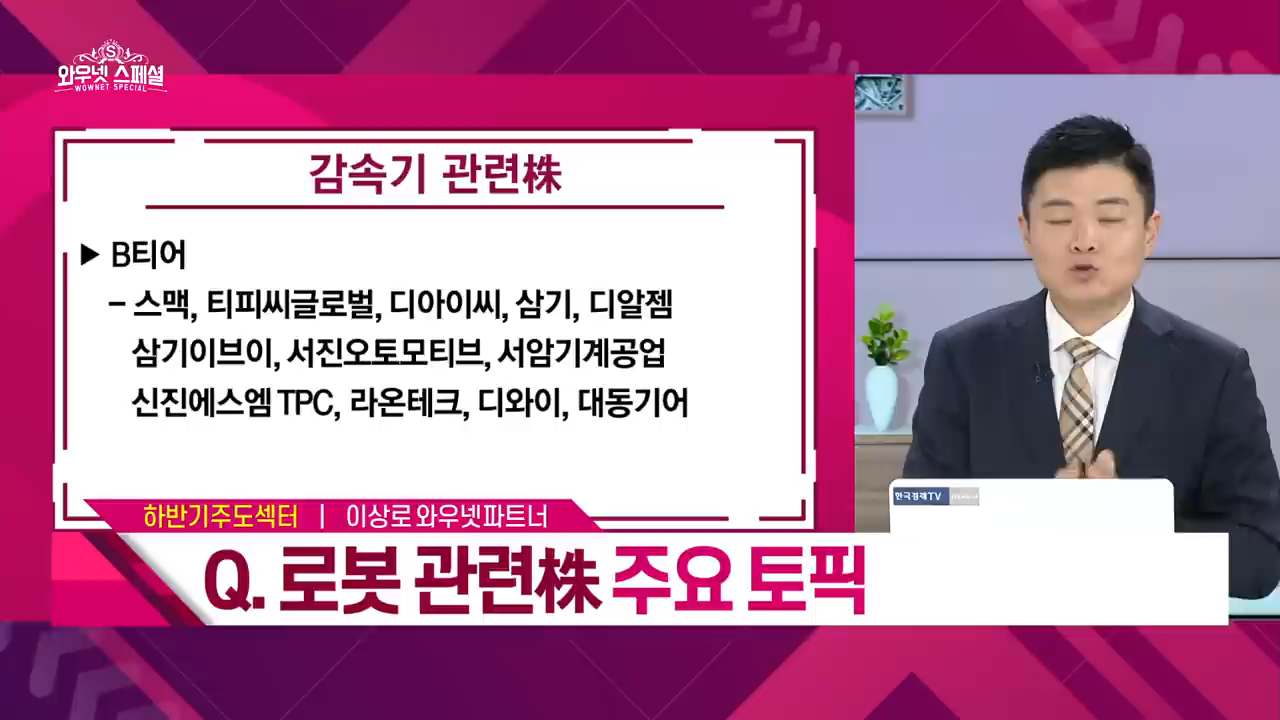 와우넷 스페셜
WOWNET SPECIAL
감속기 관련株
▶ B티어
- 스맥, 티피씨글로벌, 디아이씨, 삼기, 디알젬
삼기이브이, 서진오토모티브, 서암기계공업
신진에스엠 TPC, 라온테크, 디와이, 대동기어
한국경제TV
하반기주도섹터 | 이상로 와우넷파트너
Q. 로봇 관련株 주요 토픽